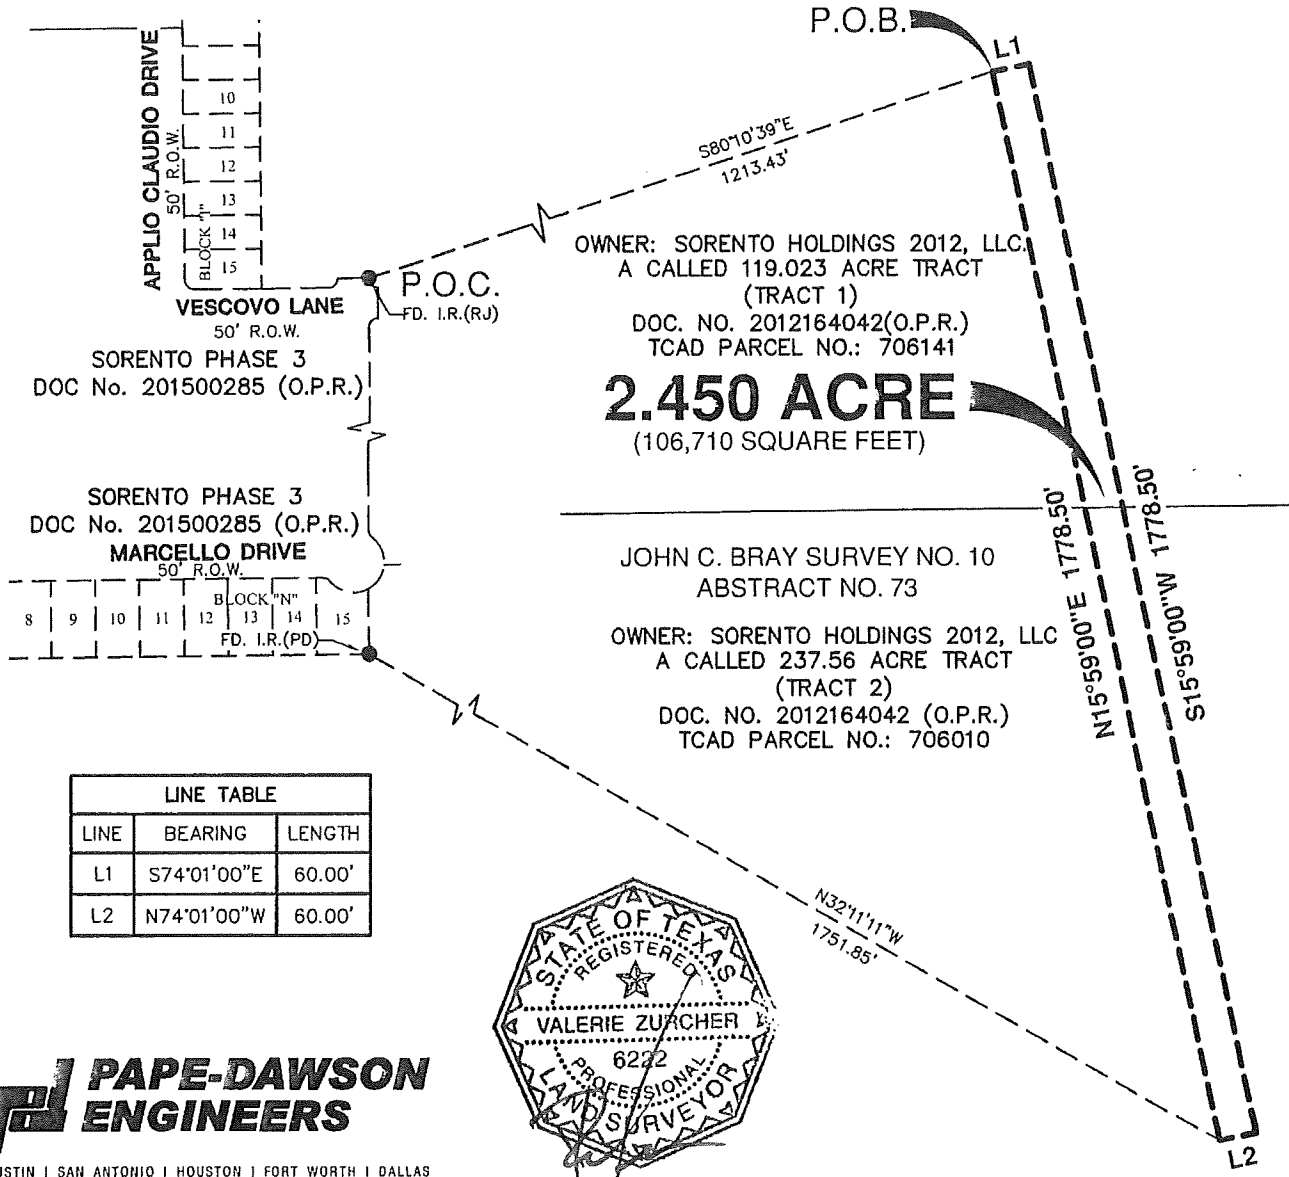 P.O.B.
L1
APPLIO CLAUDIO DRIVE
50' R.O.W.
10
11
12
13
14
15
BLOCK "I"
S80°10'39"E
1213.43'
P.O.C.
FD. I.R.(RJ)
VESCOVO LANE
50' R.O.W.
SORENTO PHASE 3
DOC No. 201500285 (O.P.R.)
OWNER: SORENTO HOLDINGS 2012, LLC.
A CALLED 119.023 ACRE TRACT
(TRACT 1)
DOC. NO. 2012164042(O.P.R.)
TCAD PARCEL NO.: 706141
2.450 ACRE
(106,710 SQUARE FEET)
SORENTO PHASE 3
DOC No. 201500285 (O.P.R.)
MARCELLO DRIVE
50' R.O.W.
BLOCK "N"
8 9 10 11 12 13 14 15
FD. I.R.(PD)
JOHN C. BRAY SURVEY NO. 10
ABSTRACT NO. 73
OWNER: SORENTO HOLDINGS 2012, LLC
A CALLED 237.56 ACRE TRACT
(TRACT 2)
DOC. NO. 2012164042 (O.P.R.)
TCAD PARCEL NO.: 706010
N15°59'00"E 1778.50'
S15°59'00"W 1778.50'
LINE TABLE
LINE BEARING LENGTH
L1 S74°01'00"E 60.00'
L2 N74°01'00"W 60.00'
N32°11'11"W
1751.85'
L2
STATE OF TEXAS
REGISTERED
VALERIE ZURCHER
6222
PROFESSIONAL
LAND SURVEYOR
PAPE-DAWSON
ENGINEERS
USTIN | SAN ANTONIO | HOUSTON | FORT WORTH | DALLAS